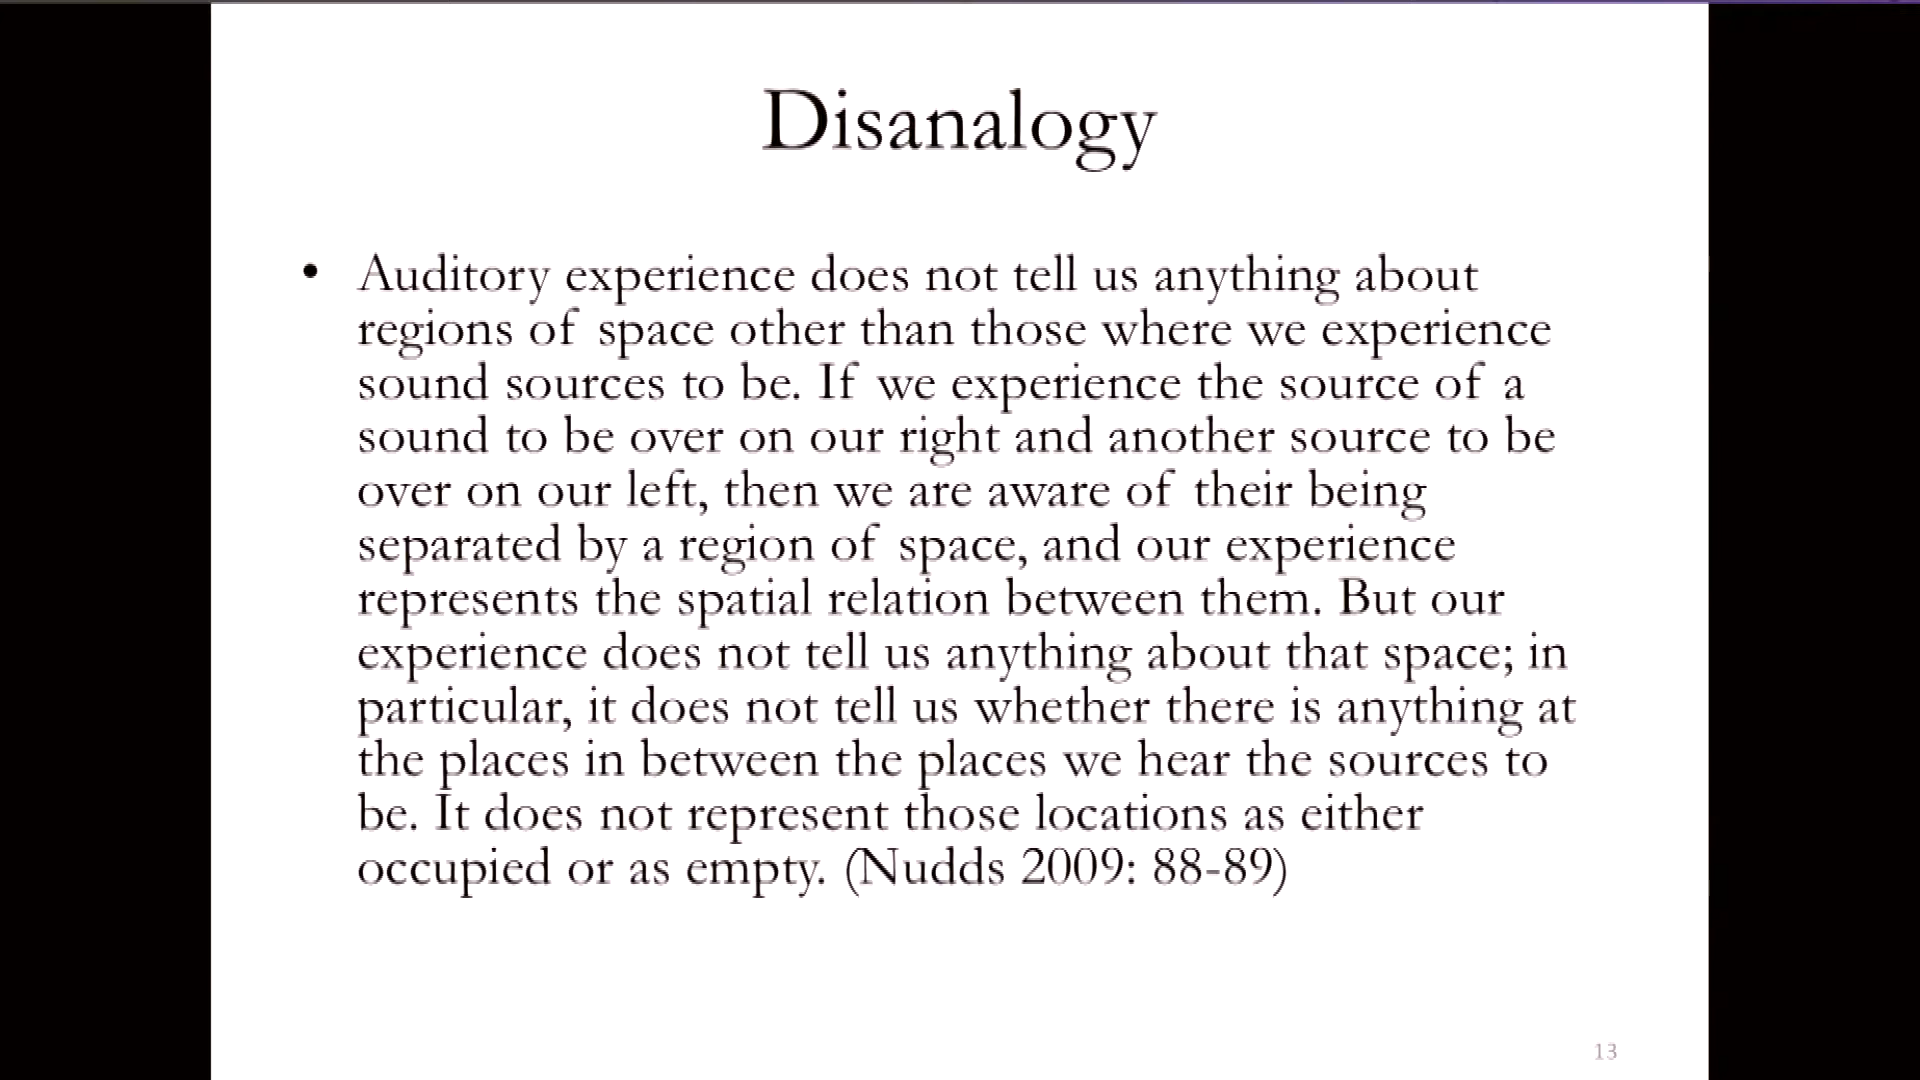 Disanalogy
• Auditory experience does not tell us anything about
regions of space other than those where we experience
sound sources to be. If we experience the source of a
sound to be over on our right and another source to be
over on our left, then we are aware of their being
separated by a region of space, and our experience
represents the spatial relation between them. But our
experience does not tell us anything about that space; in
particular, it does not tell us whether there is anything at
the places in between the places we hear the sources to
be. It does not represent those locations as either
occupied or as empty. (Nudds 2009: 88-89)
13